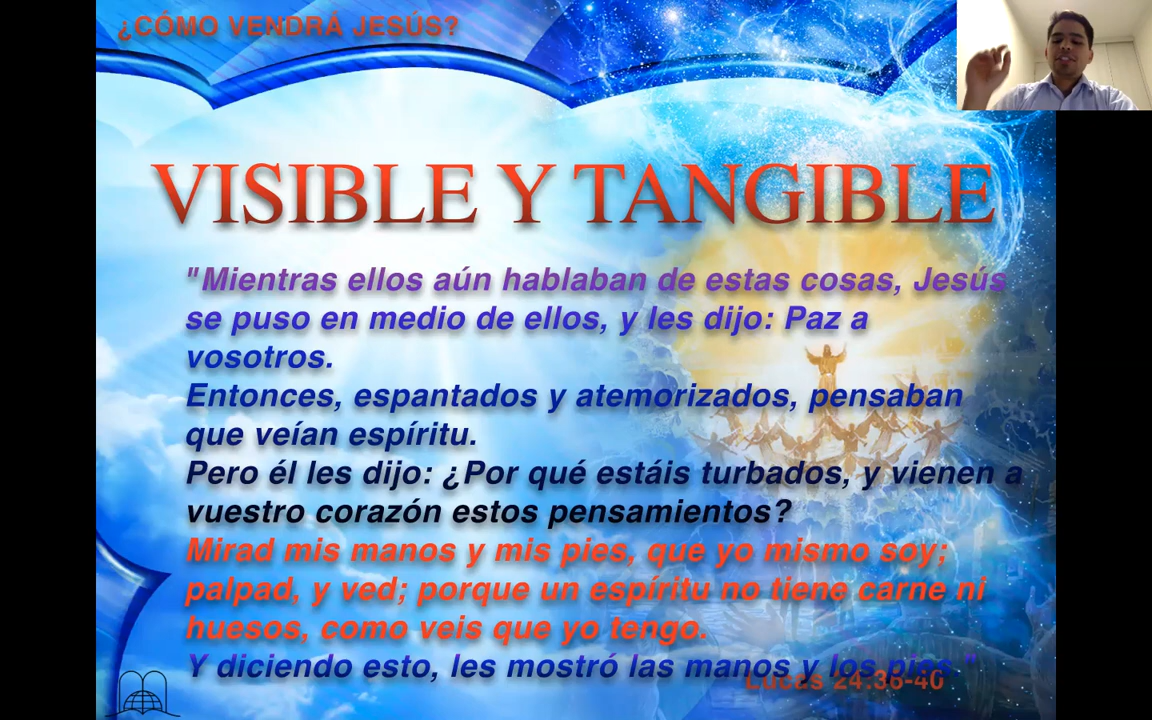 ¿CÓMO VENDRÁ JESÚS?
VISIBLE Y TANGIBLE
"Mientras ellos aún hablaban de estas cosas, Jesús
se puso en medio de ellos, y les dijo: Paz a
vosotros.
Entonces, espantados y atemorizados, pensaban
que veían espíritu.
Pero él les dijo: ¿Por qué estáis turbados, y vienen a
vuestro corazón estos pensamientos?
Mirad mis manos y mis pies, que yo mismo soy;
palpad, y ved; porque un espíritu no tiene carne ni
huesos, como veis que yo tengo.
Y diciendo esto, les mostró las manos y los pies."
Lucas 24:36-40